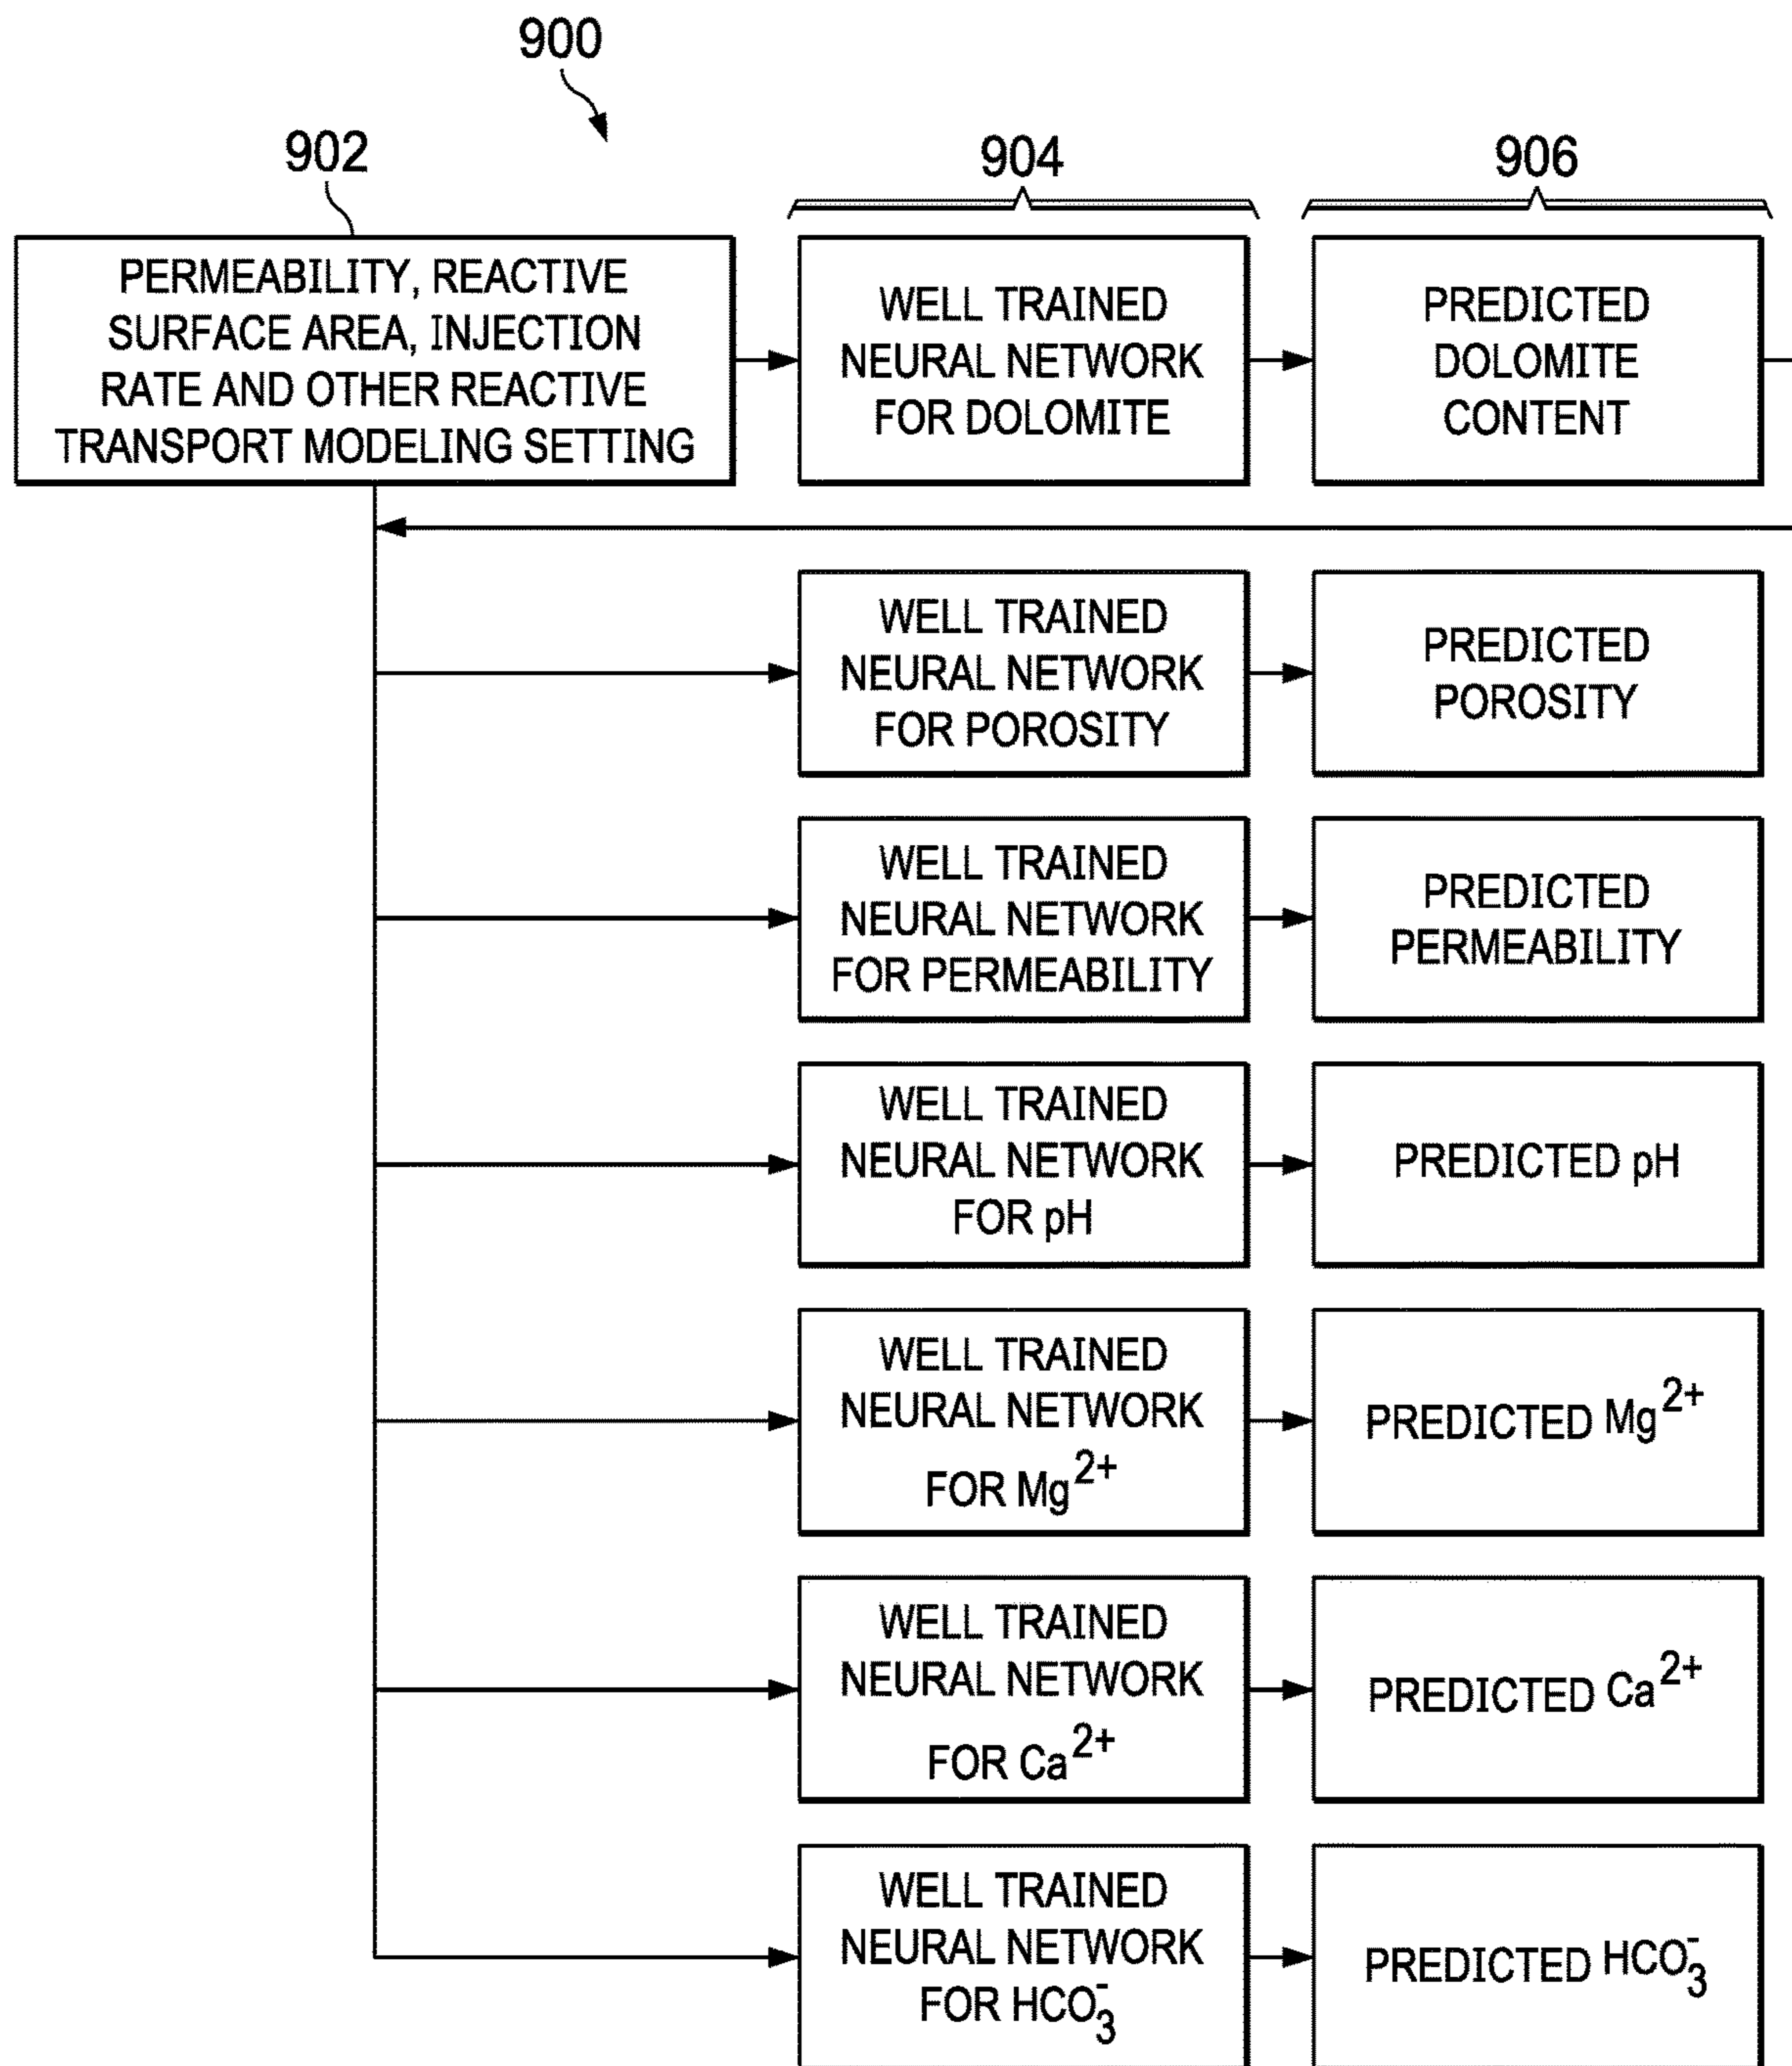 900
902
904
906
PERMEABILITY, REACTIVE
SURFACE AREA, INJECTION
RATE AND OTHER REACTIVE
TRANSPORT MODELING SETTING
WELL TRAINED
NEURAL NETWORK
FOR DOLOMITE
PREDICTED
DOLOMITE
CONTENT
WELL TRAINED
NEURAL NETWORK
FOR POROSITY
PREDICTED
POROSITY
WELL TRAINED
NEURAL NETWORK
FOR PERMEABILITY
PREDICTED
PERMEABILITY
WELL TRAINED
NEURAL NETWORK
FOR pH
PREDICTED pH
WELL TRAINED
NEURAL NETWORK
FOR Mg²⁺
PREDICTED Mg²⁺
WELL TRAINED
NEURAL NETWORK
FOR Ca²⁺
PREDICTED Ca²⁺
WELL TRAINED
NEURAL NETWORK
FOR HCO₃⁻
PREDICTED HCO₃⁻